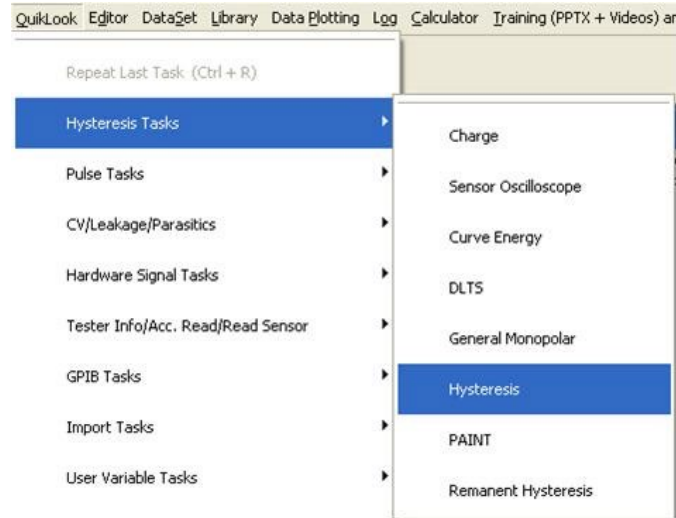 QuikLook Editor DataSet Library Data Plotting Log Calculator Training (PPTX + Videos)
Repeat Last Task (Ctrl + R)
Hysteresis Tasks
Pulse Tasks
CV/Leakage/Parasitics
Hardware Signal Tasks
Tester Info/Acc. Read/Read Sensor
GPIB Tasks
Import Tasks
User Variable Tasks
Charge
Sensor Oscilloscope
Curve Energy
DLTS
General Monopolar
Hysteresis
PAINT
Remanent Hysteresis